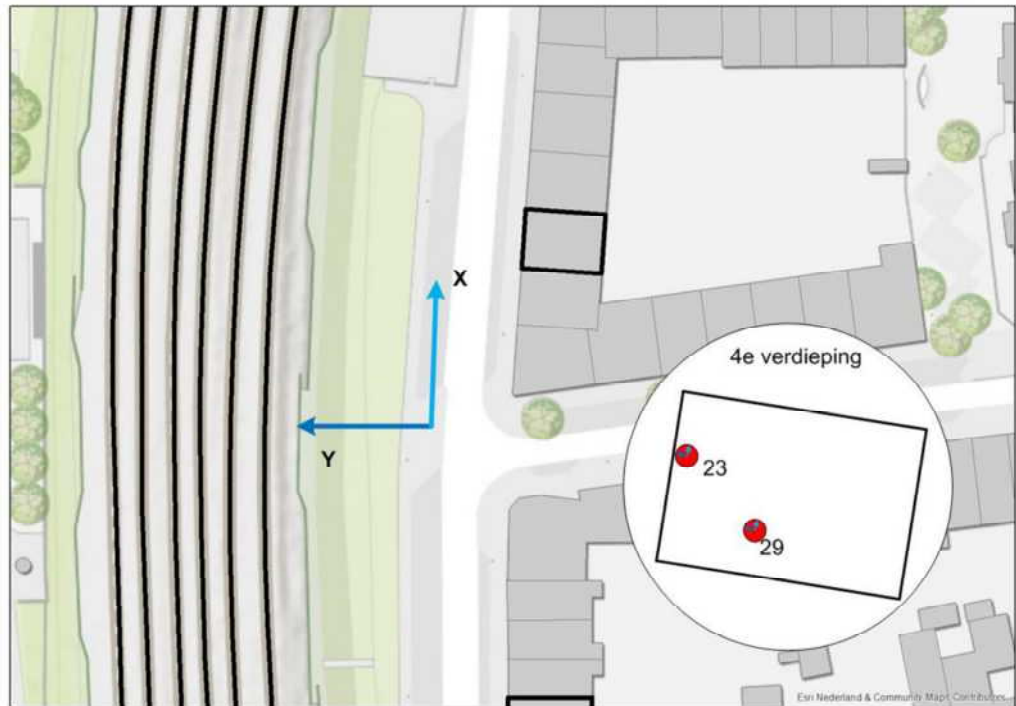 X
Y
4e verdieping
23
29
Esri Nederland & Community Maps Contributors